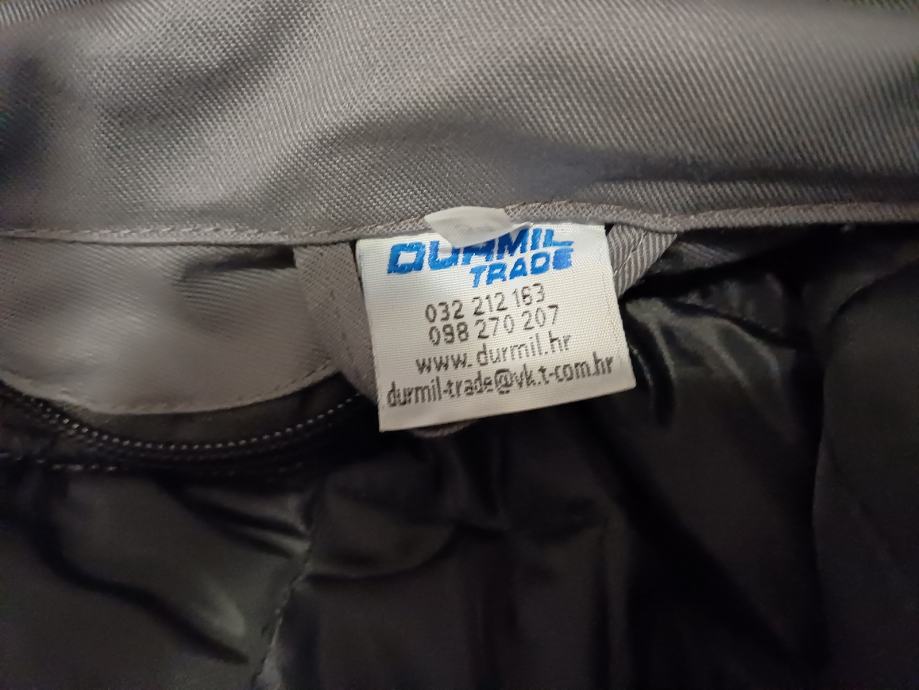 DURMIL
TRADE
032 212 163
098 270 207
www.durmil.hr
durmil-trade@vk.t-com.hr